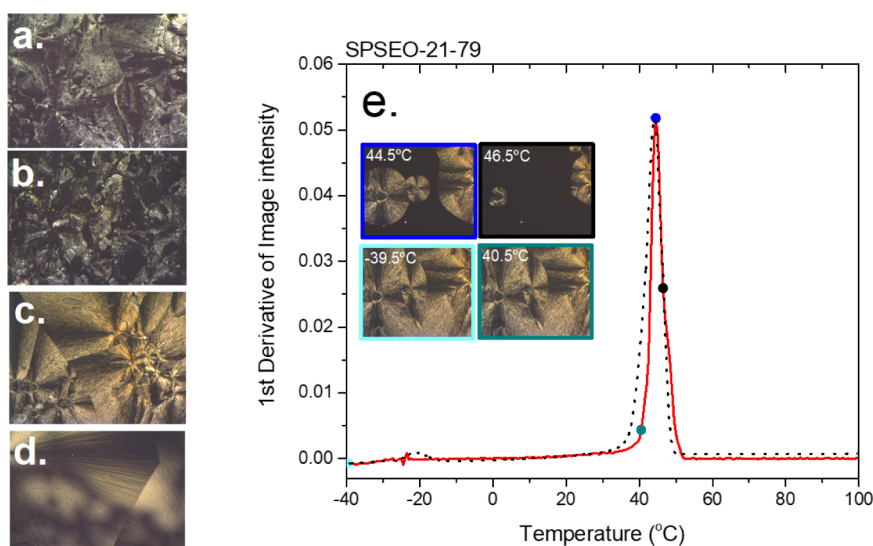 a.
b.
c.
d.
SPSEO-21-79
e.
44.5ºC
46.5ºC
-39.5ºC
40.5ºC
1st Derivative of Image intensity
0.06
0.05
0.04
0.03
0.02
0.01
0.00
-40 -20 0 20 40 60 80 100
Temperature (ºC)